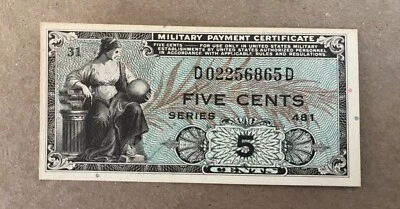 MILITARY PAYMENT CERTIFICATE
FIVE CENTS — FOR USE ONLY IN UNITED STATES MILITARY
ESTABLISHMENTS BY UNITED STATES AUTHORIZED PERSONNEL
IN ACCORDANCE WITH APPLICABLE RULES AND REGULATIONS.
31
D02256865D
FIVE CENTS
SERIES 481
5
CENTS